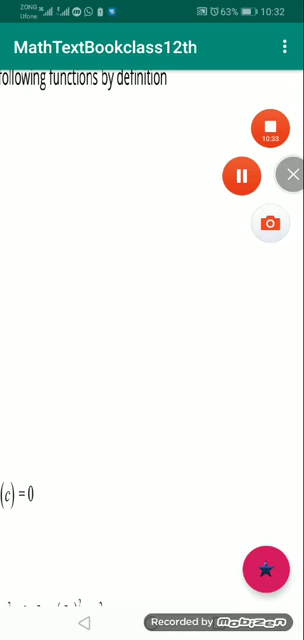 ZONG
Ufone
63% 10:32
MathTextBookclass12th
following functions by definition
10:33
(c) = 0
Recorded by mobizen